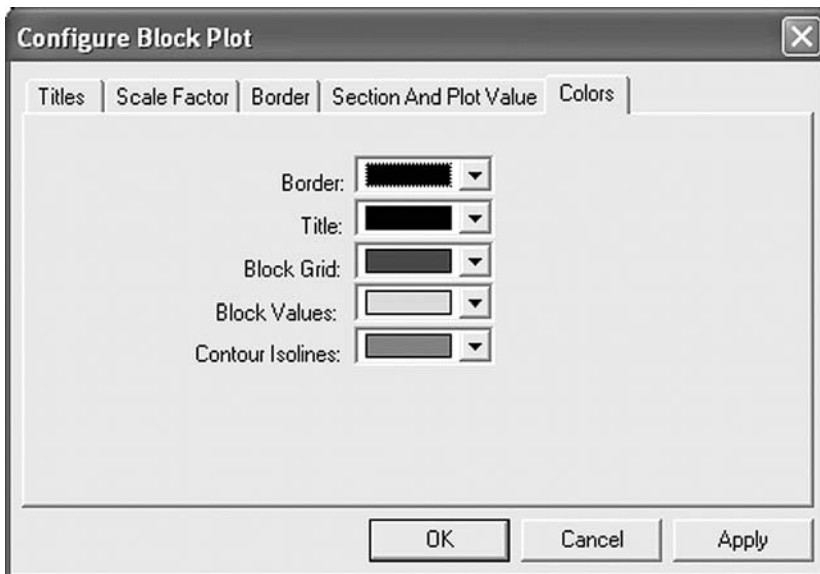 Configure Block Plot
Titles Scale Factor Border Section And Plot Value Colors
Border:
Title:
Block Grid:
Block Values:
Contour Isolines:
OK Cancel Apply